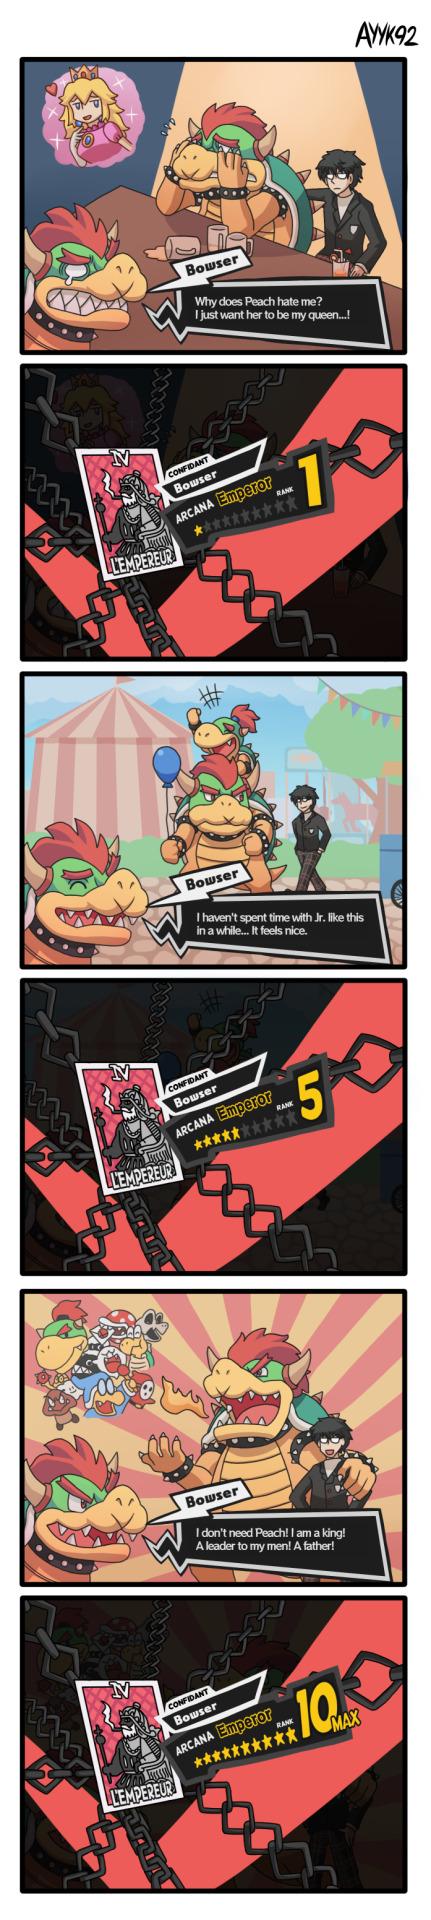 AYYK92
Bowser
Why does Peach hate me?
I just want her to be my queen...!
IV
L'EMPEREUR
CONFIDANT
Bowser
ARCANA Emperor
RANK 1
Bowser
I haven't spent time with Jr. like this
in a while... It feels nice.
IV
L'EMPEREUR
CONFIDANT
Bowser
ARCANA Emperor
RANK 5
Bowser
I don't need Peach! I am a king!
A leader to my men! A father!
IV
L'EMPEREUR
CONFIDANT
Bowser
ARCANA Emperor
RANK 10 MAX